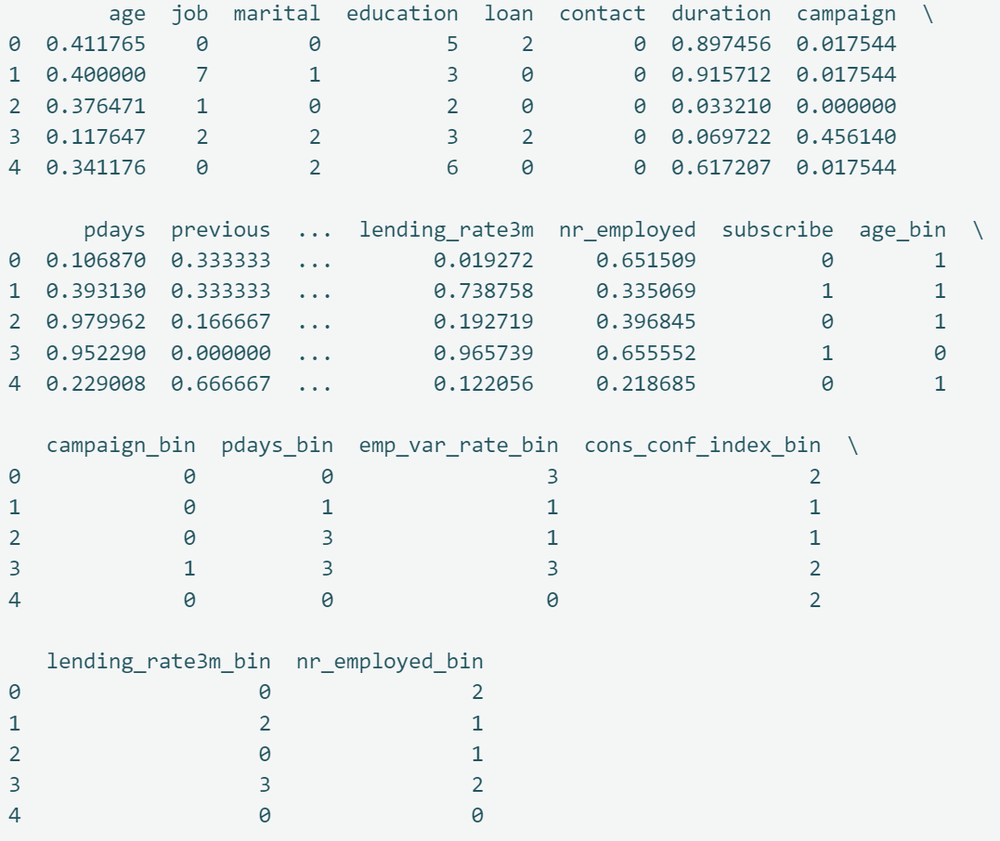 age  job  marital  education  loan  contact  duration  campaign  \
0  0.411765    0        0          5     2        0  0.897456  0.017544
1  0.400000    7        1          3     0        0  0.915712  0.017544
2  0.376471    1        0          2     0        0  0.033210  0.000000
3  0.117647    2        2          3     2        0  0.069722  0.456140
4  0.341176    0        2          6     0        0  0.617207  0.017544

      pdays  previous  ...  lending_rate3m  nr_employed  subscribe  age_bin  \
0  0.106870  0.333333  ...        0.019272     0.651509          0        1
1  0.393130  0.333333  ...        0.738758     0.335069          1        1
2  0.979962  0.166667  ...        0.192719     0.396845          0        1
3  0.952290  0.000000  ...        0.965739     0.655552          1        0
4  0.229008  0.666667  ...        0.122056     0.218685          0        1

   campaign_bin  pdays_bin  emp_var_rate_bin  cons_conf_index_bin  \
0             0          0                 3                    2
1             0          1                 1                    1
2             0          3                 1                    1
3             1          3                 3                    2
4             0          0                 0                    2

   lending_rate3m_bin  nr_employed_bin
0                   0                2
1                   2                1
2                   0                1
3                   3                2
4                   0                0